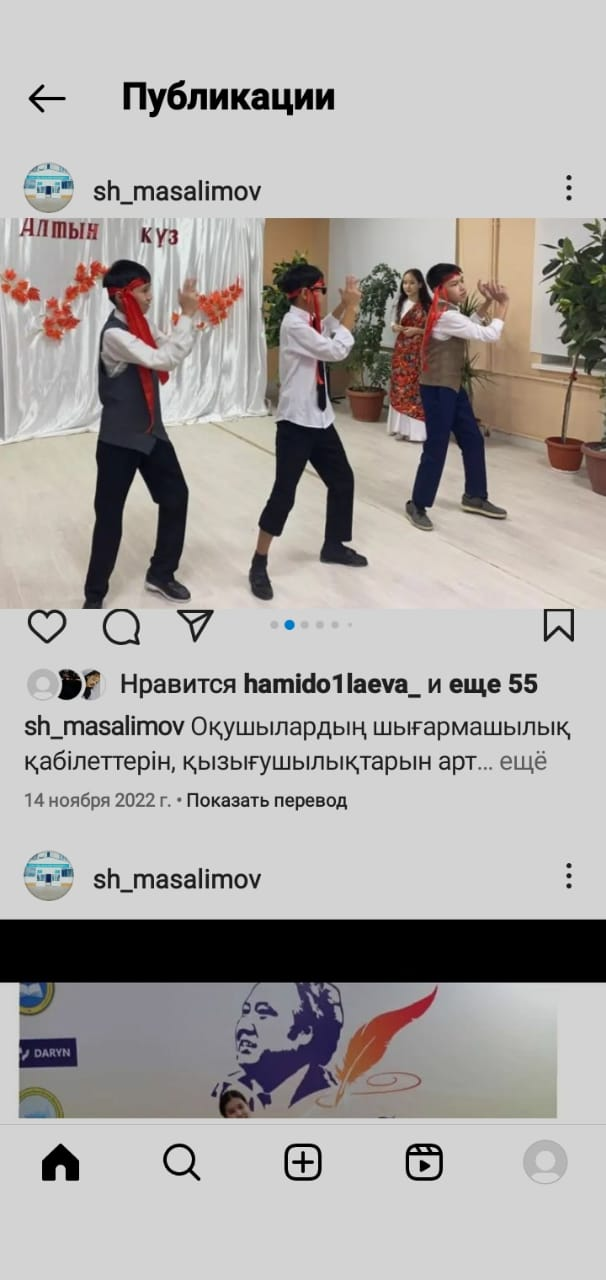 Публикации
sh_masalimov
Алтын күз
Нравится hamido1laeva_ и еще 55
sh_masalimov Оқушылардың шығармашылық
қабілеттерін, қызығушылықтарын арт... ещё
14 ноября 2022 г. • Показать перевод
sh_masalimov
DARYN